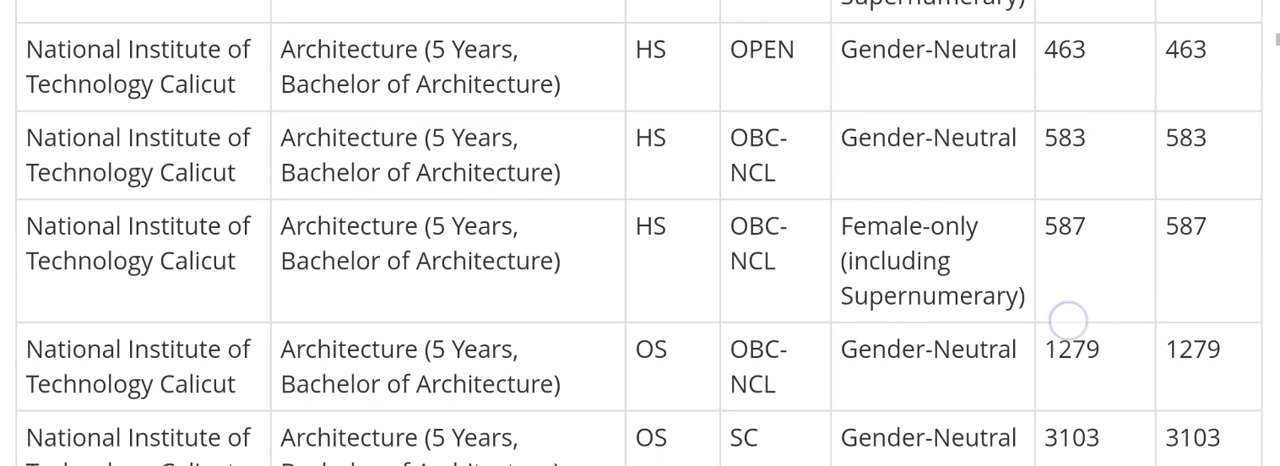 Supernumerary)
National Institute of Technology Calicut Architecture (5 Years, Bachelor of Architecture) HS OPEN Gender-Neutral 463 463
National Institute of Technology Calicut Architecture (5 Years, Bachelor of Architecture) HS OBC-NCL Gender-Neutral 583 583
National Institute of Technology Calicut Architecture (5 Years, Bachelor of Architecture) HS OBC-NCL Female-only (including Supernumerary) 587 587
National Institute of Technology Calicut Architecture (5 Years, Bachelor of Architecture) OS OBC-NCL Gender-Neutral 1279 1279
National Institute of Architecture (5 Years, OS SC Gender-Neutral 3103 3103